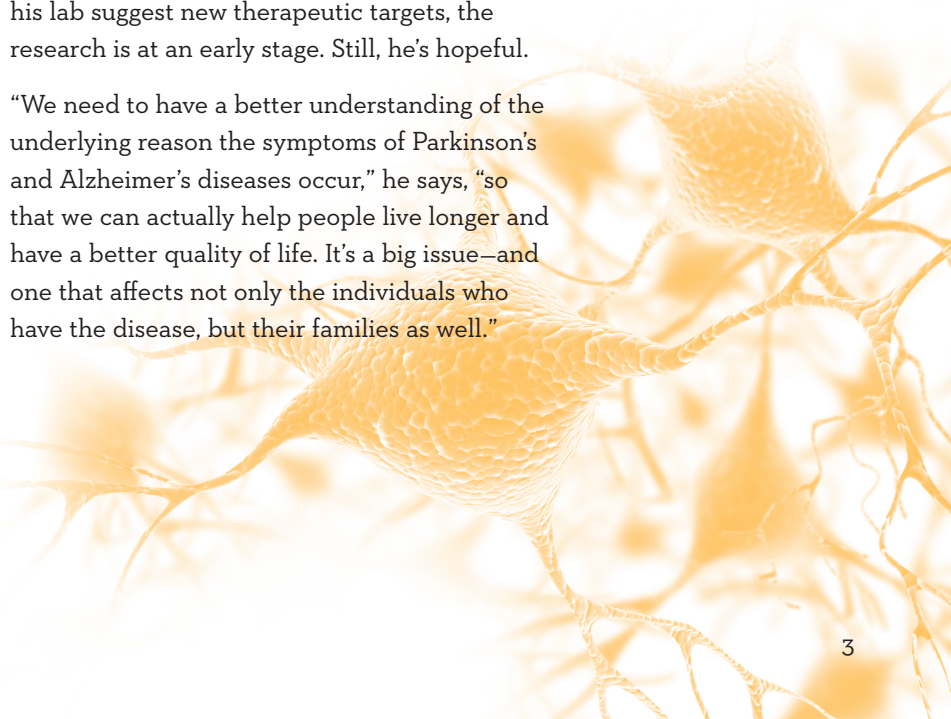 his lab suggest new therapeutic targets, the
research is at an early stage. Still, he’s hopeful.
“We need to have a better understanding of the
underlying reason the symptoms of Parkinson’s
and Alzheimer’s diseases occur,” he says, “so
that we can actually help people live longer and
have a better quality of life. It’s a big issue—and
one that affects not only the individuals who
have the disease, but their families as well.”
3